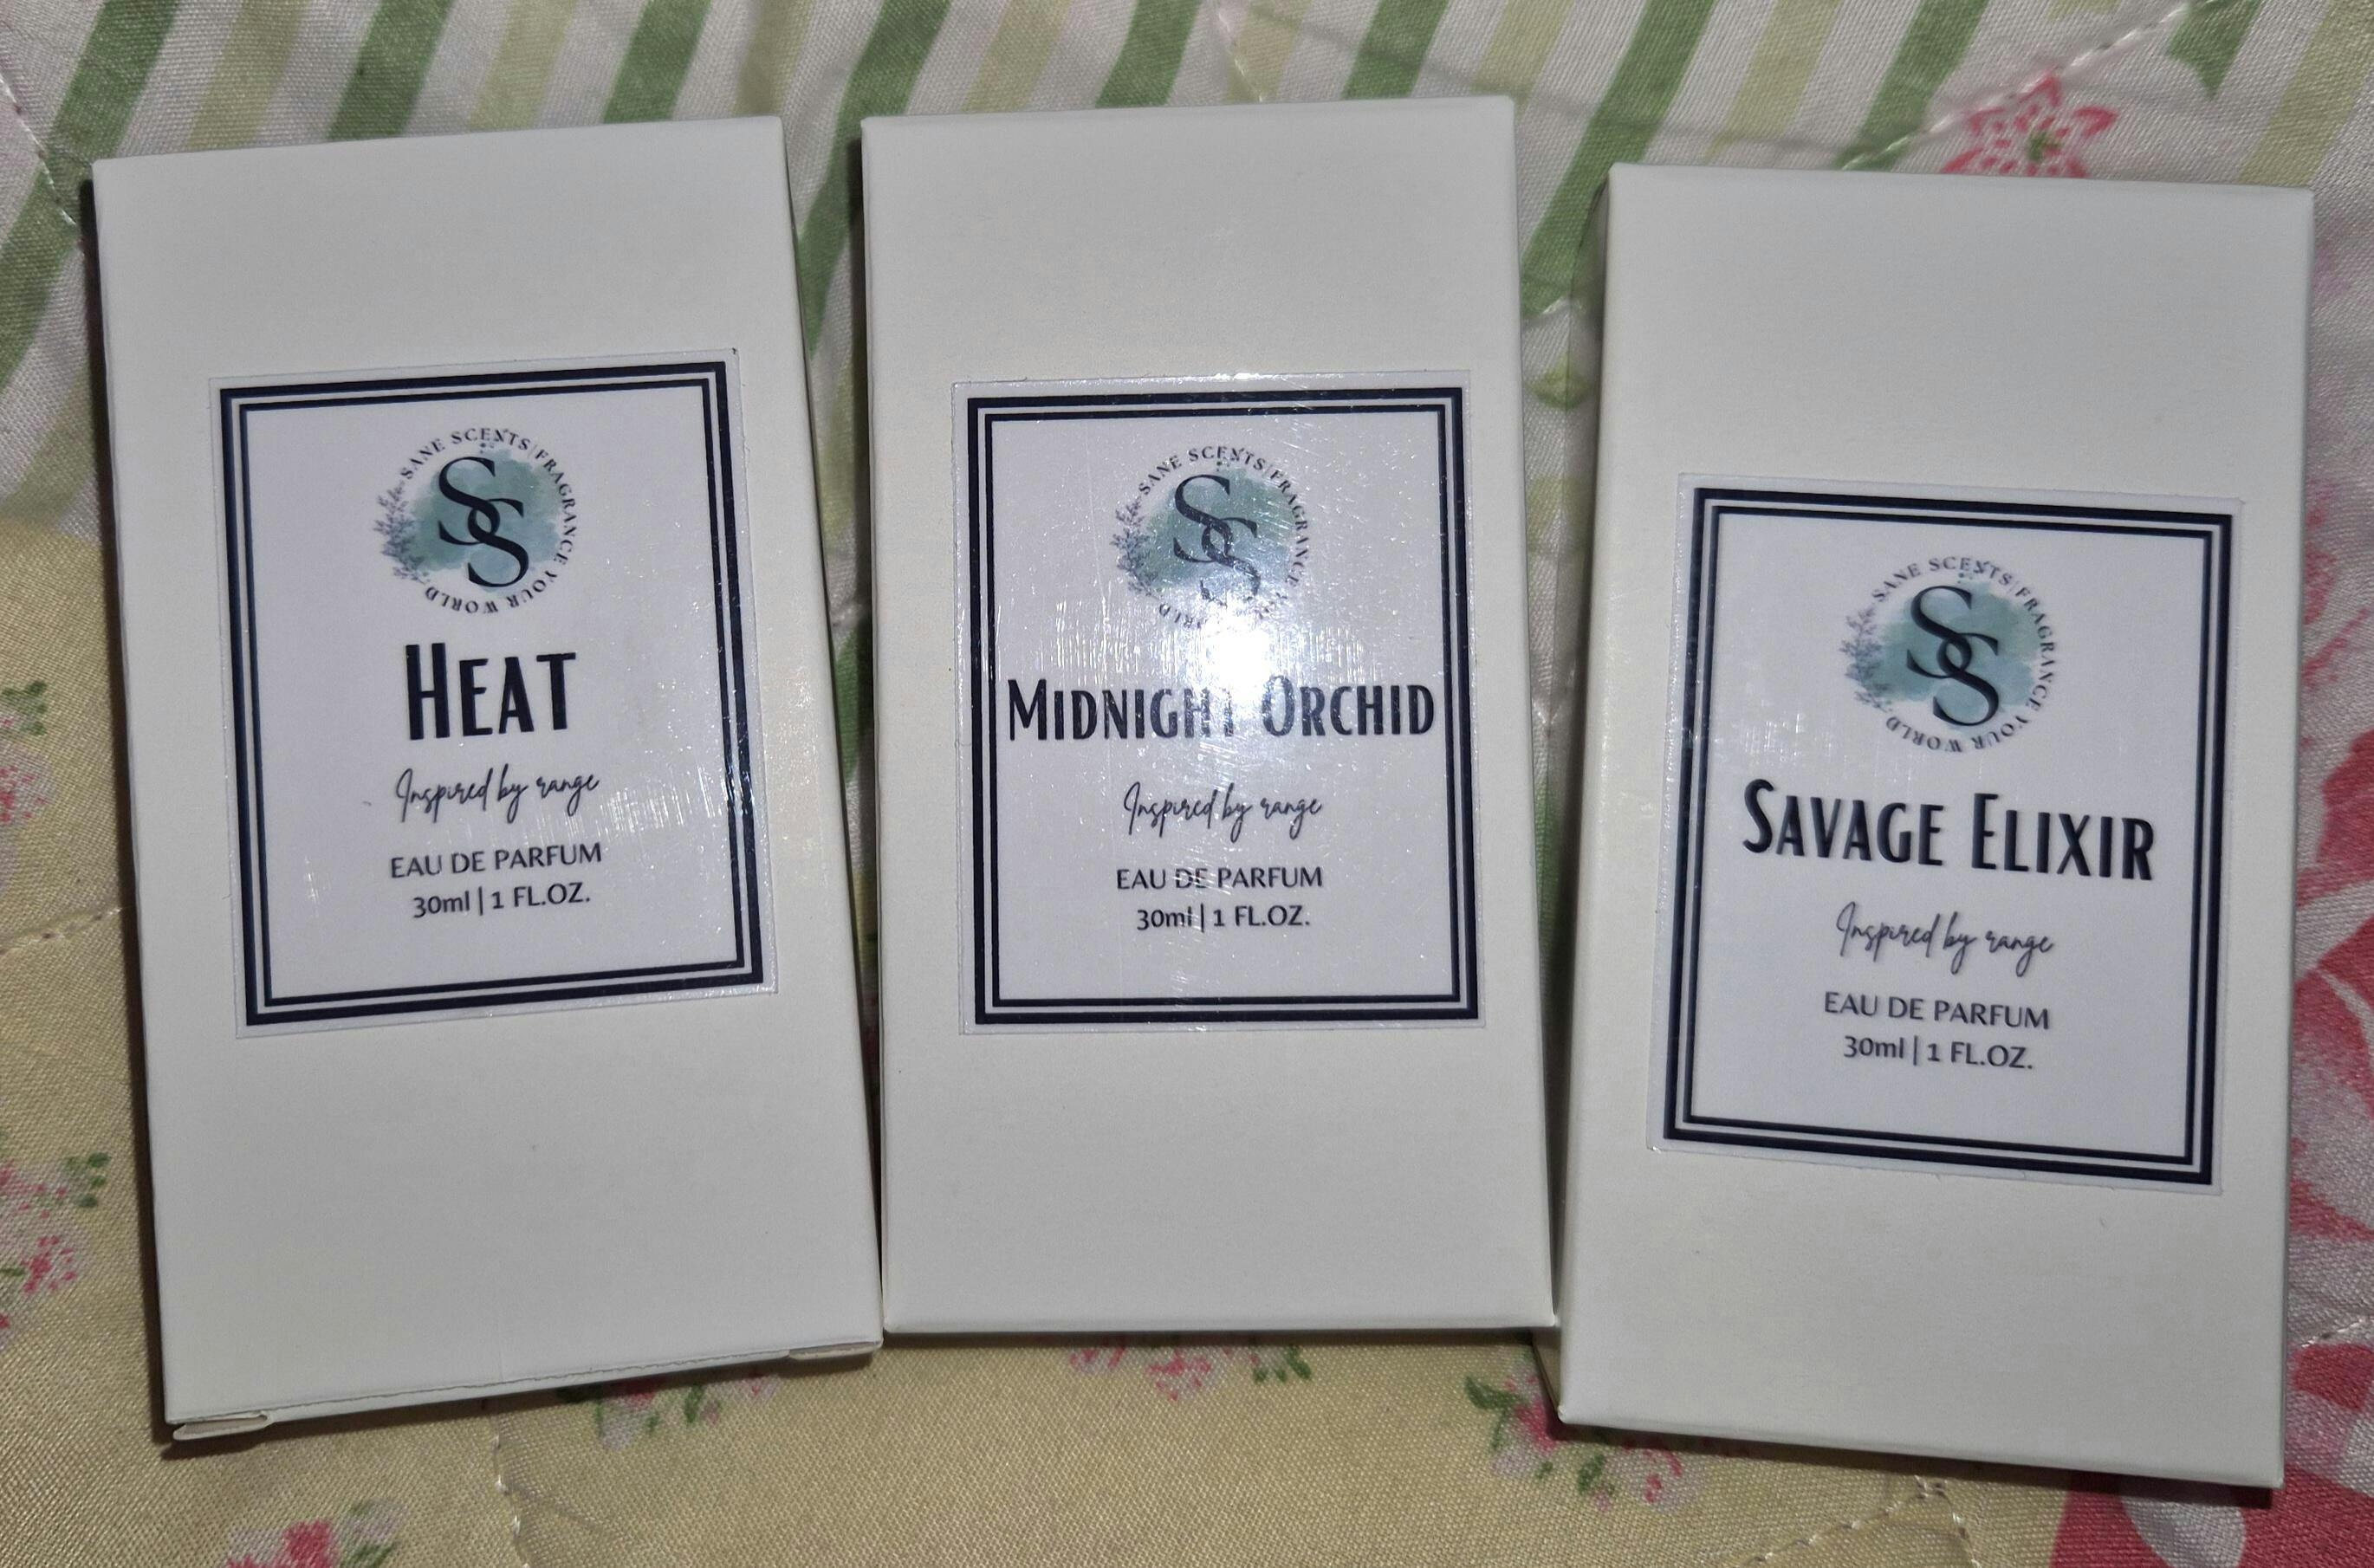 SANE SCENTS|FRAGRANCE YOUR WORLD
SS
HEAT
Inspired by range
EAU DE PARFUM
30ml | 1 FL.OZ.
SANE SCENTS|FRAGRANCE YOUR WORLD
SS
MIDNIGHT ORCHID
Inspired by range
EAU DE PARFUM
30ml | 1 FL.OZ.
SANE SCENTS|FRAGRANCE YOUR WORLD
SS
SAVAGE ELIXIR
Inspired by range
EAU DE PARFUM
30ml | 1 FL.OZ.